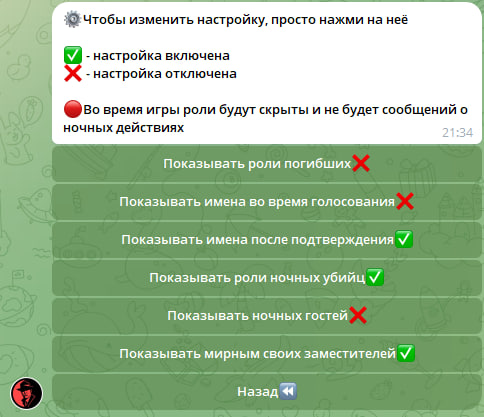 ⚙️Чтобы изменить настройку, просто нажми на неё
✅ - настройка включена
❌ - настройка отключена
🔴Во время игры роли будут скрыты и не будет сообщений о
ночных действиях
21:34
Показывать роли погибших❌
Показывать имена во время голосования❌
Показывать имена после подтверждения✅
Показывать роли ночных убийц✅
Показывать ночных гостей❌
Показывать мирным своих заместителей✅
Назад⏪